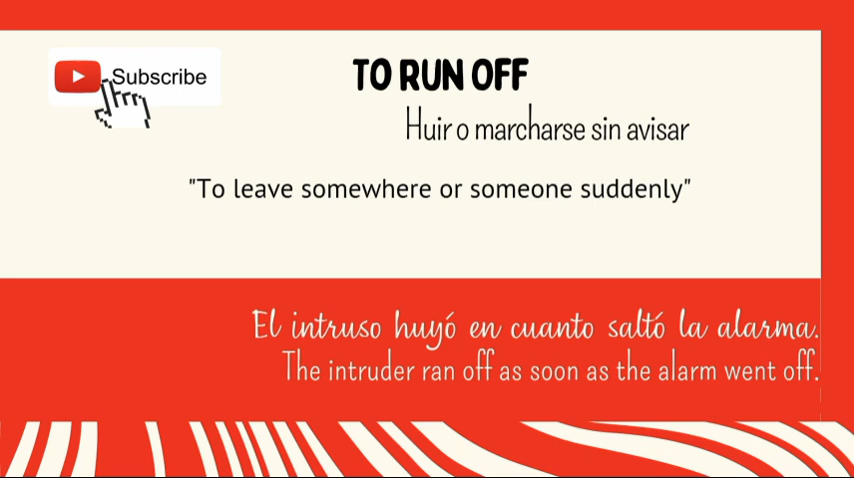 Subscribe
TO RUN OFF
Huir o marcharse sin avisar
"To leave somewhere or someone suddenly"
El intruso huyó en cuanto saltó la alarma.
The intruder ran off as soon as the alarm went off.